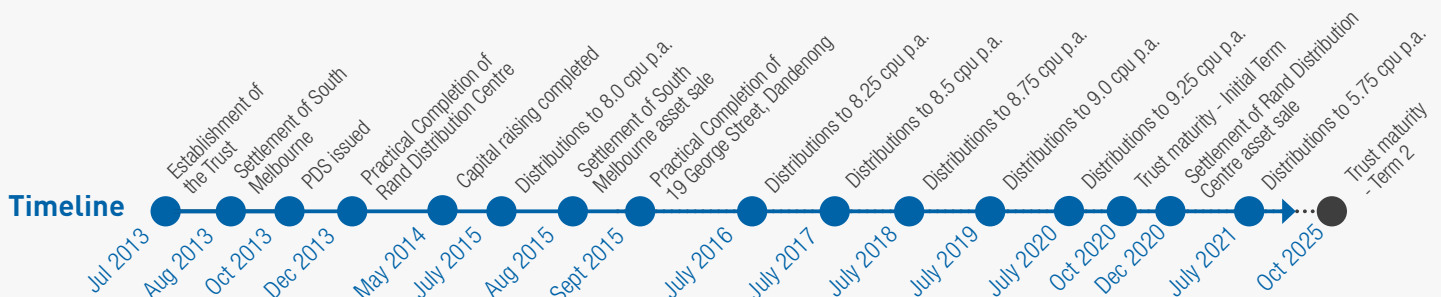 Timeline
Establishment of
the Trust
Jul 2013
Settlement of South
Melbourne
Aug 2013
PDS issued
Oct 2013
Practical Completion of
Rand Distribution Centre
Dec 2013
Capital raising completed
May 2014
Distributions to 8.0 cpu p.a.
July 2015
Settlement of South
Melbourne asset sale
Aug 2015
Practical Completion of
19 George Street, Dandenong
Sept 2015
Distributions to 8.25 cpu p.a.
July 2016
Distributions to 8.5 cpu p.a.
July 2017
Distributions to 8.75 cpu p.a.
July 2018
Distributions to 9.0 cpu p.a.
July 2019
Distributions to 9.25 cpu p.a.
July 2020
Trust maturity - Initial Term
Oct 2020
Settlement of Rand Distribution
Centre asset sale
Dec 2020
Distributions to 5.75 cpu p.a.
July 2021
Trust maturity
- Term 2
Oct 2025